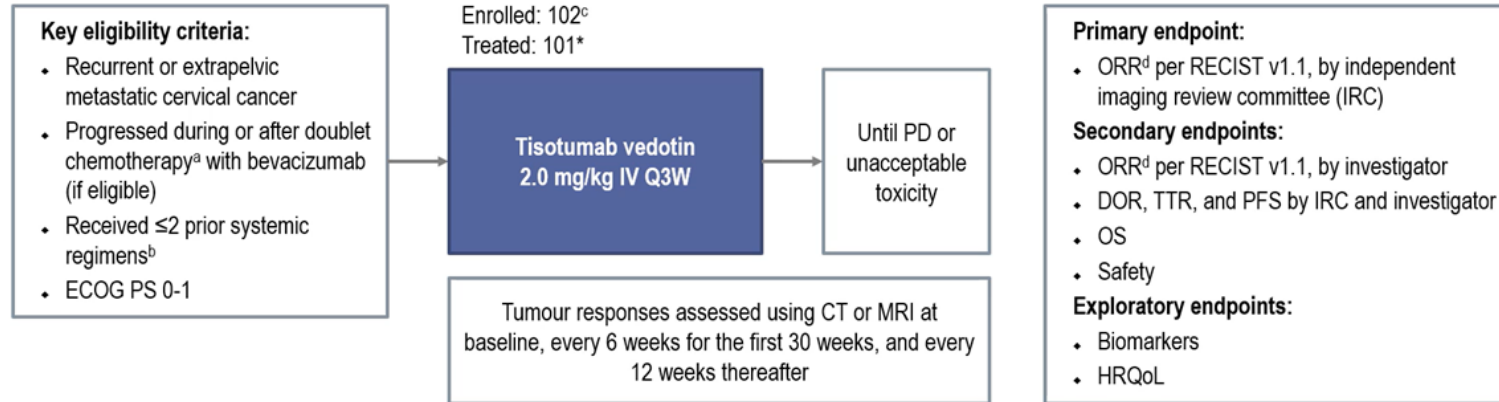 Key eligibility criteria:
• Recurrent or extrapelvic
metastatic cervical cancer
• Progressed during or after doublet
chemotherapyᵃ with bevacizumab
(if eligible)
• Received ≤2 prior systemic
regimensᵇ
• ECOG PS 0-1
Enrolled: 102ᶜ
Treated: 101*
Tisotumab vedotin
2.0 mg/kg IV Q3W
Until PD or
unacceptable
toxicity
Tumour responses assessed using CT or MRI at
baseline, every 6 weeks for the first 30 weeks, and every
12 weeks thereafter
Primary endpoint:
• ORRᵈ per RECIST v1.1, by independent
imaging review committee (IRC)
Secondary endpoints:
• ORRᵈ per RECIST v1.1, by investigator
• DOR, TTR, and PFS by IRC and investigator
• OS
• Safety
Exploratory endpoints:
• Biomarkers
• HRQoL